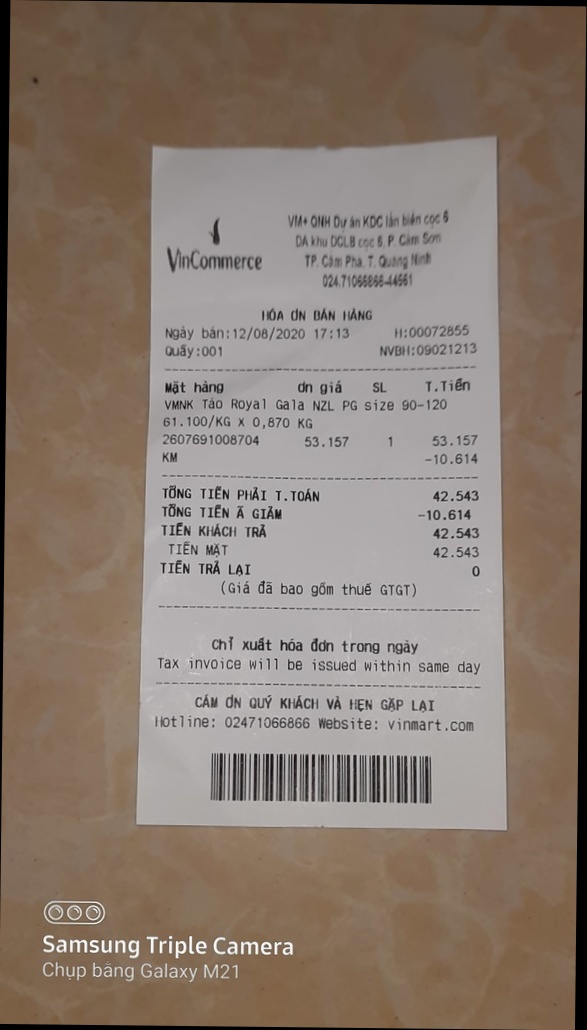 VinCommerce
VM+ QNH Dự án KDC lấn biển cọc 6
DA khu DCLB cọc 6, P. Cẩm Sơn
TP. Cẩm Phả, T. Quảng Ninh
024.71066866-44661
HÓA ƠN BÁN HÀNG
Ngày bán:12/08/2020 17:13 H:00072855
Quầy:001 NVBH:09021213
Mặt hàng ơn giá SL T.Tiền
VMNK Táo Royal Gala NZL PG size 90-120
61.100/KG X 0,870 KG
2607691008704 53.157 1 53.157
KM -10.614
TỔNG TIỀN PHẢI T.TOÁN 42.543
TỔNG TIỀN Ã GIẢM -10.614
TIỀN KHÁCH TRẢ 42.543
TIỀN MẶT 42.543
TIỀN TRẢ LẠI 0
(Giá đã bao gồm thuế GTGT)
Chỉ xuất hóa đơn trong ngày
Tax invoice will be issued within same day
CẢM ƠN QUÝ KHÁCH VÀ HẸN GẶP LẠI
Hotline: 02471066866 Website: vinmart.com
Samsung Triple Camera
Chụp bằng Galaxy M21